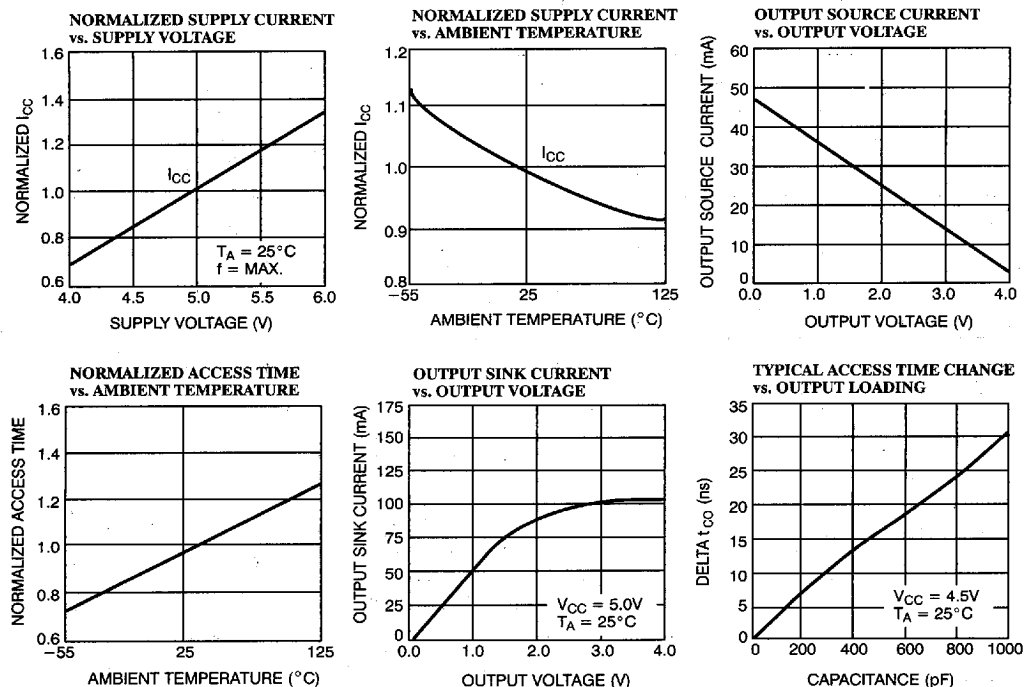 NORMALIZED SUPPLY CURRENT
vs. SUPPLY VOLTAGE
1.6
1.4
1.2
1.0
0.8
0.6
NORMALIZED ICC
ICC
TA = 25°C
f = MAX.
4.0 4.5 5.0 5.5 6.0
SUPPLY VOLTAGE (V)
NORMALIZED SUPPLY CURRENT
vs. AMBIENT TEMPERATURE
1.2
1.1
1.0
0.9
0.8
NORMALIZED ICC
ICC
−55 25 125
AMBIENT TEMPERATURE (°C)
OUTPUT SOURCE CURRENT
vs. OUTPUT VOLTAGE
60
50
40
30
20
10
0
OUTPUT SOURCE CURRENT (mA)
0.0 1.0 2.0 3.0 4.0
OUTPUT VOLTAGE (V)
NORMALIZED ACCESS TIME
vs. AMBIENT TEMPERATURE
1.6
1.4
1.2
1.0
0.8
0.6
NORMALIZED ACCESS TIME
−55 25 125
AMBIENT TEMPERATURE (°C)
OUTPUT SINK CURRENT
vs. OUTPUT VOLTAGE
175
150
125
100
75
50
25
0
OUTPUT SINK CURRENT (mA)
VCC = 5.0V
TA = 25°C
0.0 1.0 2.0 3.0 4.0
OUTPUT VOLTAGE (V)
TYPICAL ACCESS TIME CHANGE
vs. OUTPUT LOADING
35
30
25
20
15
10
5
0
DELTA tCO (ns)
VCC = 4.5V
TA = 25°C
0 200 400 600 800 1000
CAPACITANCE (pF)